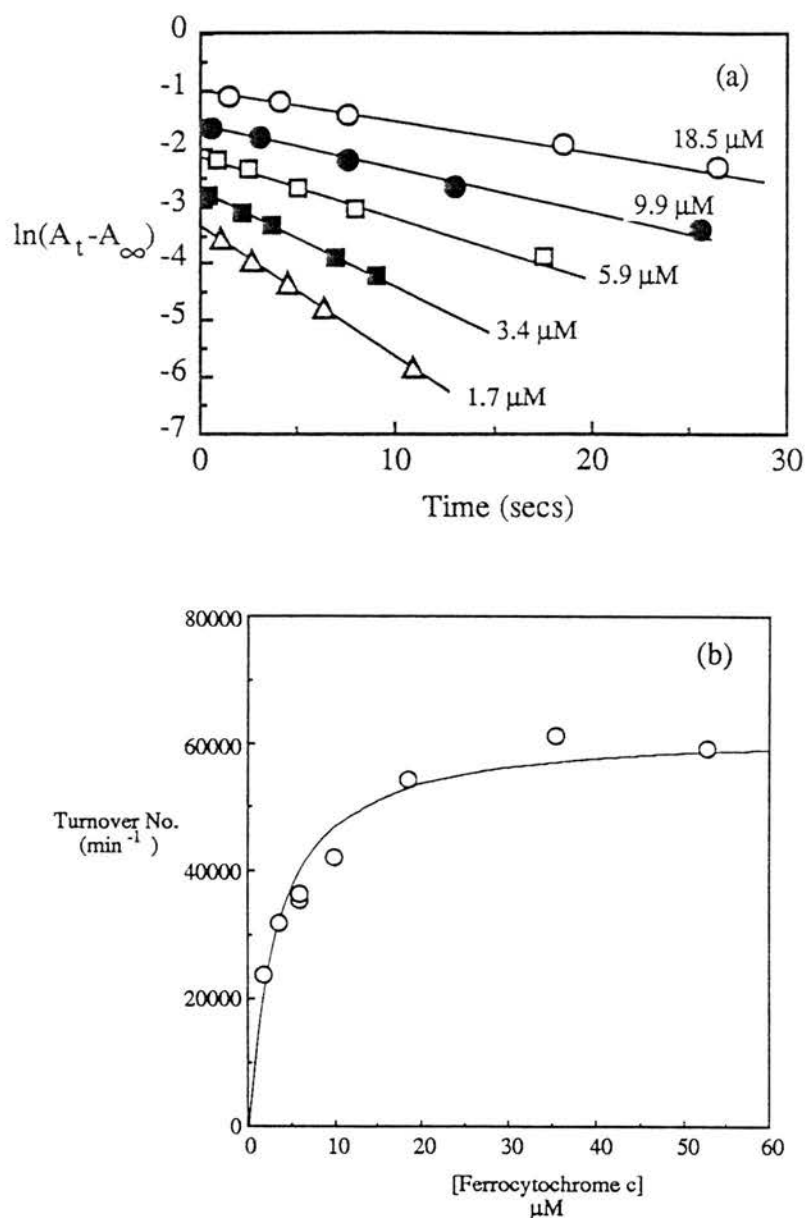 0
-1
-2
-3
-4
-5
-6
-7
ln(A_t-A_∞)
(a)
18.5 μM
9.9 μM
5.9 μM
3.4 μM
1.7 μM
0
10
20
30
Time (secs)
80000
60000
40000
20000
0
Turnover No.
(min⁻¹)
(b)
0
10
20
30
40
50
60
[Ferrocytochrome c]
μM